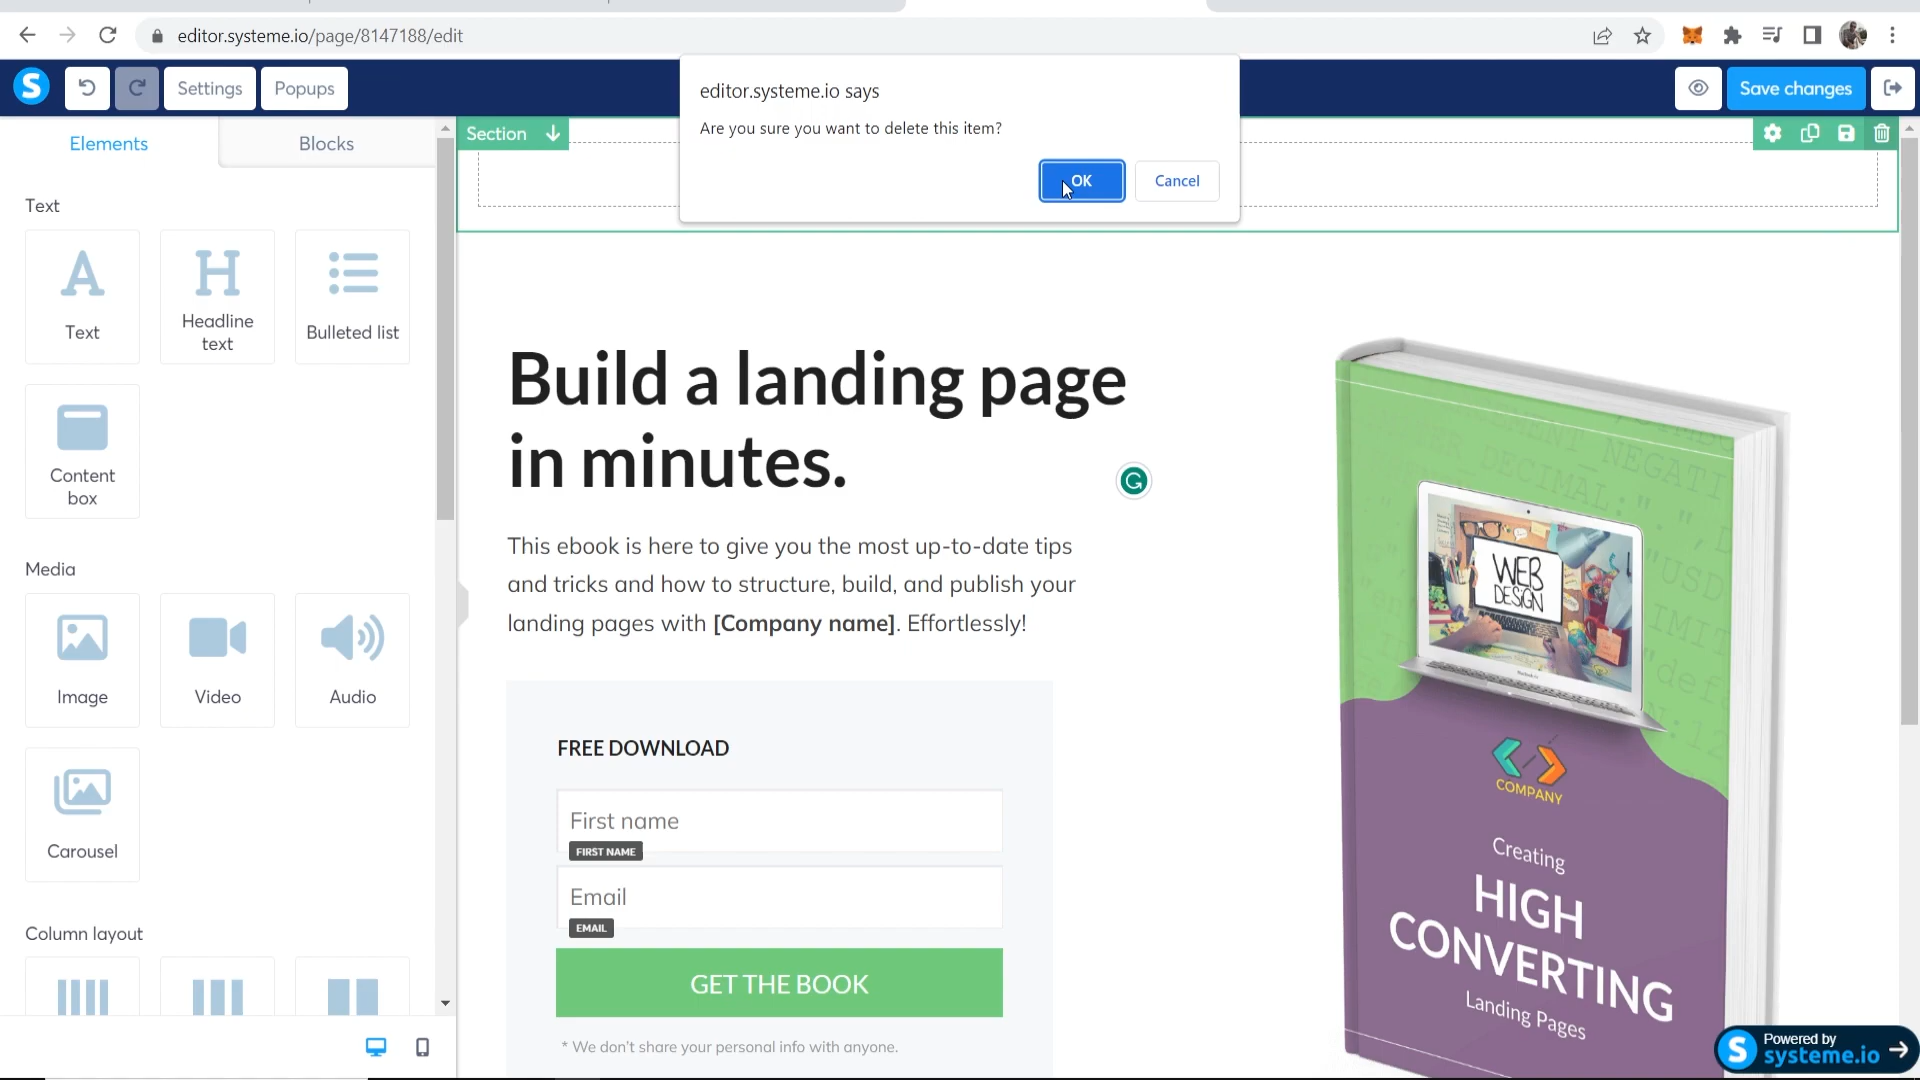 editor.systeme.io/page/8147188/edit
S
Settings
Popups
editor.systeme.io says
Are you sure you want to delete this item?
OK
Cancel
Save changes
Elements
Blocks
Section
Text
A
Text
H
Headline
text
Bulleted list
Content
box
Media
Image
Video
Audio
Carousel
Column layout
Build a landing page
in minutes.
This ebook is here to give you the most up-to-date tips
and tricks and how to structure, build, and publish your
landing pages with [Company name]. Effortlessly!
FREE DOWNLOAD
First name
FIRST NAME
Email
EMAIL
GET THE BOOK
* We don't share your personal info with anyone.
WEB
DESIGN
COMPANY
Creating
HIGH
CONVERTING
Landing Pages
S
Powered by
systeme.io